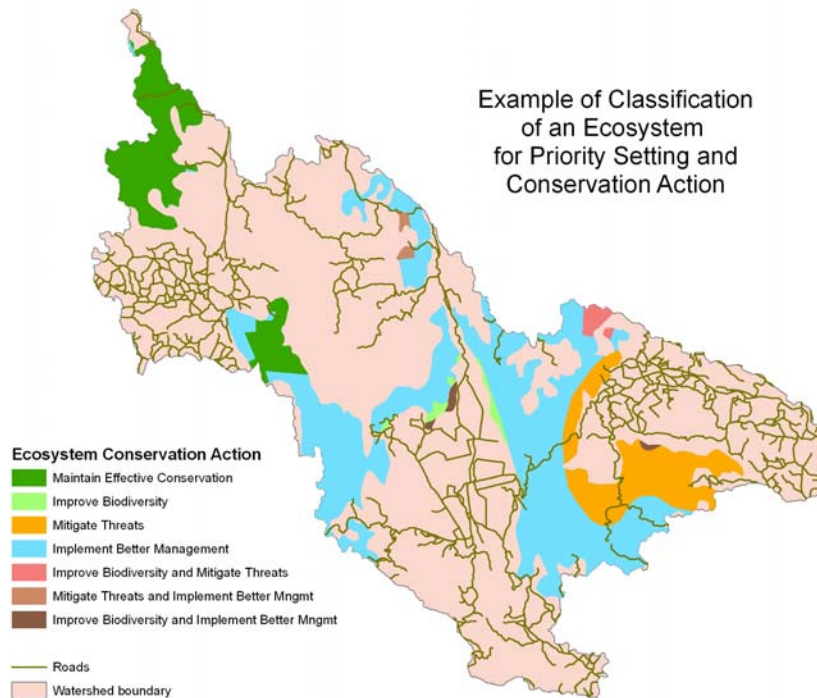 Example of Classification
of an Ecosystem
for Priority Setting and
Conservation Action
Ecosystem Conservation Action
Maintain Effective Conservation
Improve Biodiversity
Mitigate Threats
Implement Better Management
Improve Biodiversity and Mitigate Threats
Mitigate Threats and Implement Better Mngmt
Improve Biodiversity and Implement Better Mngmt
Roads
Watershed boundary